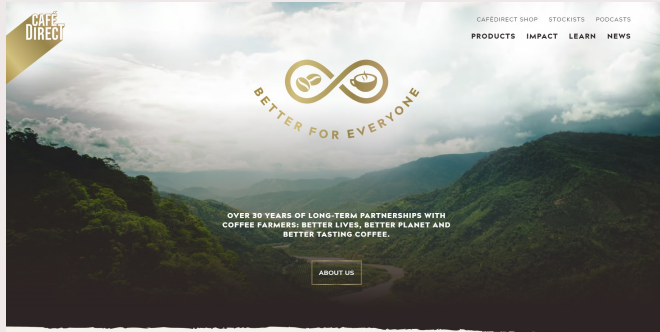 CAFÉ
DIRECT
CAFÉDIRECT SHOP STOCKISTS PODCASTS
PRODUCTS IMPACT LEARN NEWS
BETTER FOR EVERYONE
OVER 30 YEARS OF LONG-TERM PARTNERSHIPS WITH
COFFEE FARMERS: BETTER LIVES, BETTER PLANET AND
BETTER TASTING COFFEE.
ABOUT US